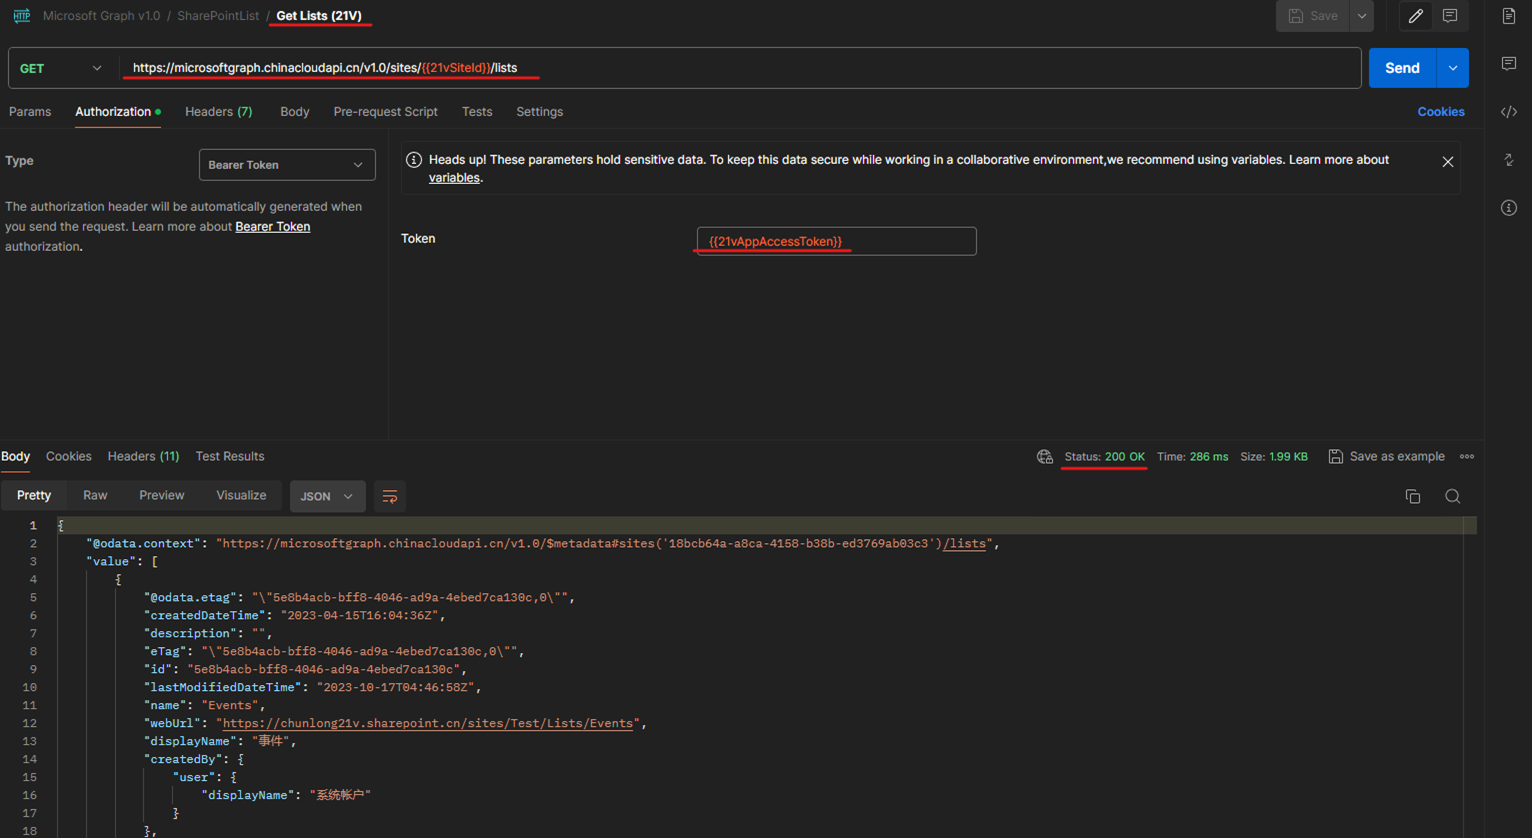 HTTP Microsoft Graph v1.0 / SharePointList / Get Lists (21V) Save
GET https://microsoftgraph.chinacloudapi.cn/v1.0/sites/{{21vSiteId}}/lists Send
Params Authorization Headers (7) Body Pre-request Script Tests Settings Cookies
Type Bearer Token
The authorization header will be automatically generated when
you send the request. Learn more about Bearer Token
authorization.
Heads up! These parameters hold sensitive data. To keep this data secure while working in a collaborative environment,we recommend using variables. Learn more about
variables.
Token {{21vAppAccessToken}}
Body Cookies Headers (11) Test Results Status: 200 OK Time: 286 ms Size: 1.99 KB Save as example
Pretty Raw Preview Visualize JSON
1 {
2 "@odata.context": "https://microsoftgraph.chinacloudapi.cn/v1.0/$metadata#sites('18bcb64a-a8ca-4158-b38b-ed3769ab03c3')/lists",
3 "value": [
4 {
5 "@odata.etag": "\"5e8b4acb-bff8-4046-ad9a-4ebed7ca130c,0\"",
6 "createdDateTime": "2023-04-15T16:04:36Z",
7 "description": "",
8 "eTag": "\"5e8b4acb-bff8-4046-ad9a-4ebed7ca130c,0\"",
9 "id": "5e8b4acb-bff8-4046-ad9a-4ebed7ca130c",
10 "lastModifiedDateTime": "2023-10-17T04:46:58Z",
11 "name": "Events",
12 "webUrl": "https://chunlong21v.sharepoint.cn/sites/Test/Lists/Events",
13 "displayName": "事件",
14 "createdBy": {
15 "user": {
16 "displayName": "系统帐户"
17 }
18 },